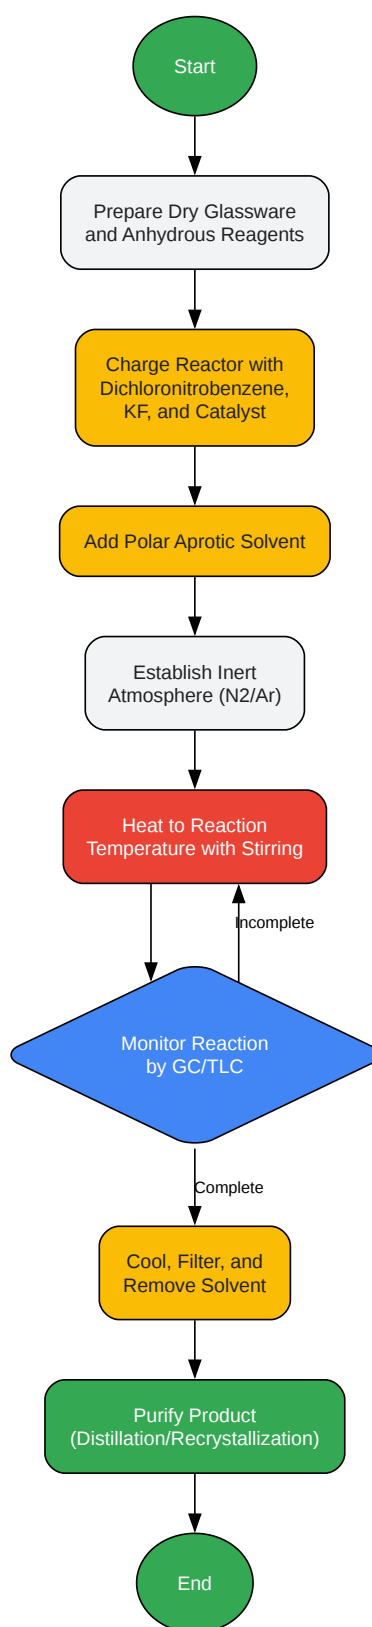 Start
Prepare Dry Glassware
and Anhydrous Reagents
Charge Reactor with
Dichloronitrobenzene,
KF, and Catalyst
Add Polar Aprotic Solvent
Establish Inert
Atmosphere (N2/Ar)
Heat to Reaction
Temperature with Stirring
Incomplete
Monitor Reaction
by GC/TLC
Complete
Cool, Filter, and
Remove Solvent
Purify Product
(Distillation/Recrystallization)
End